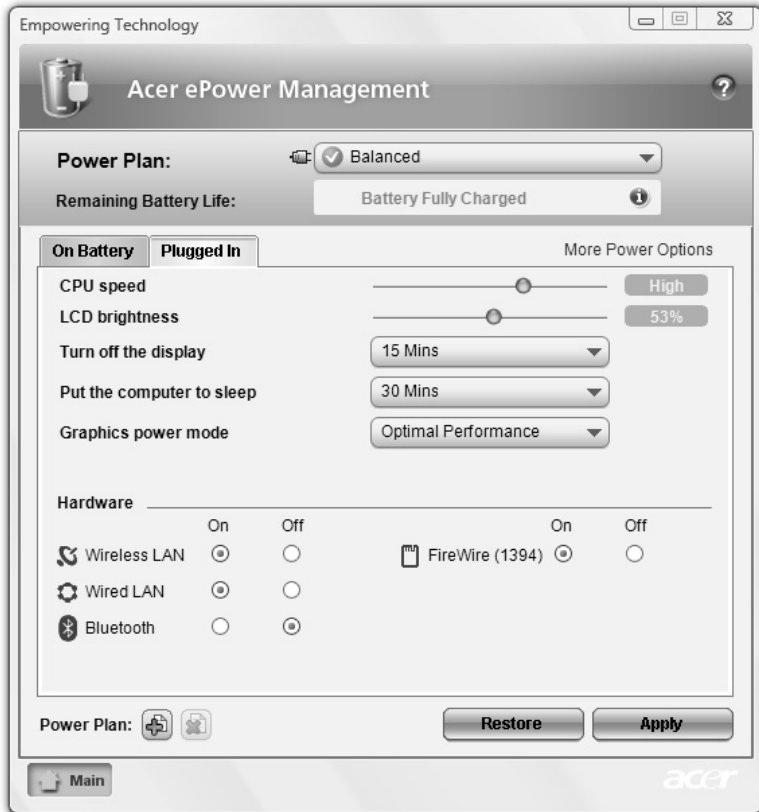 Empowering Technology
Acer ePower Management
?
Power Plan: Balanced
Remaining Battery Life: Battery Fully Charged
On Battery Plugged In More Power Options
CPU speed High
LCD brightness 53%
Turn off the display 15 Mins
Put the computer to sleep 30 Mins
Graphics power mode Optimal Performance
Hardware
On Off On Off
Wireless LAN FireWire (1394)
Wired LAN
Bluetooth
Power Plan: Restore Apply
Main acer